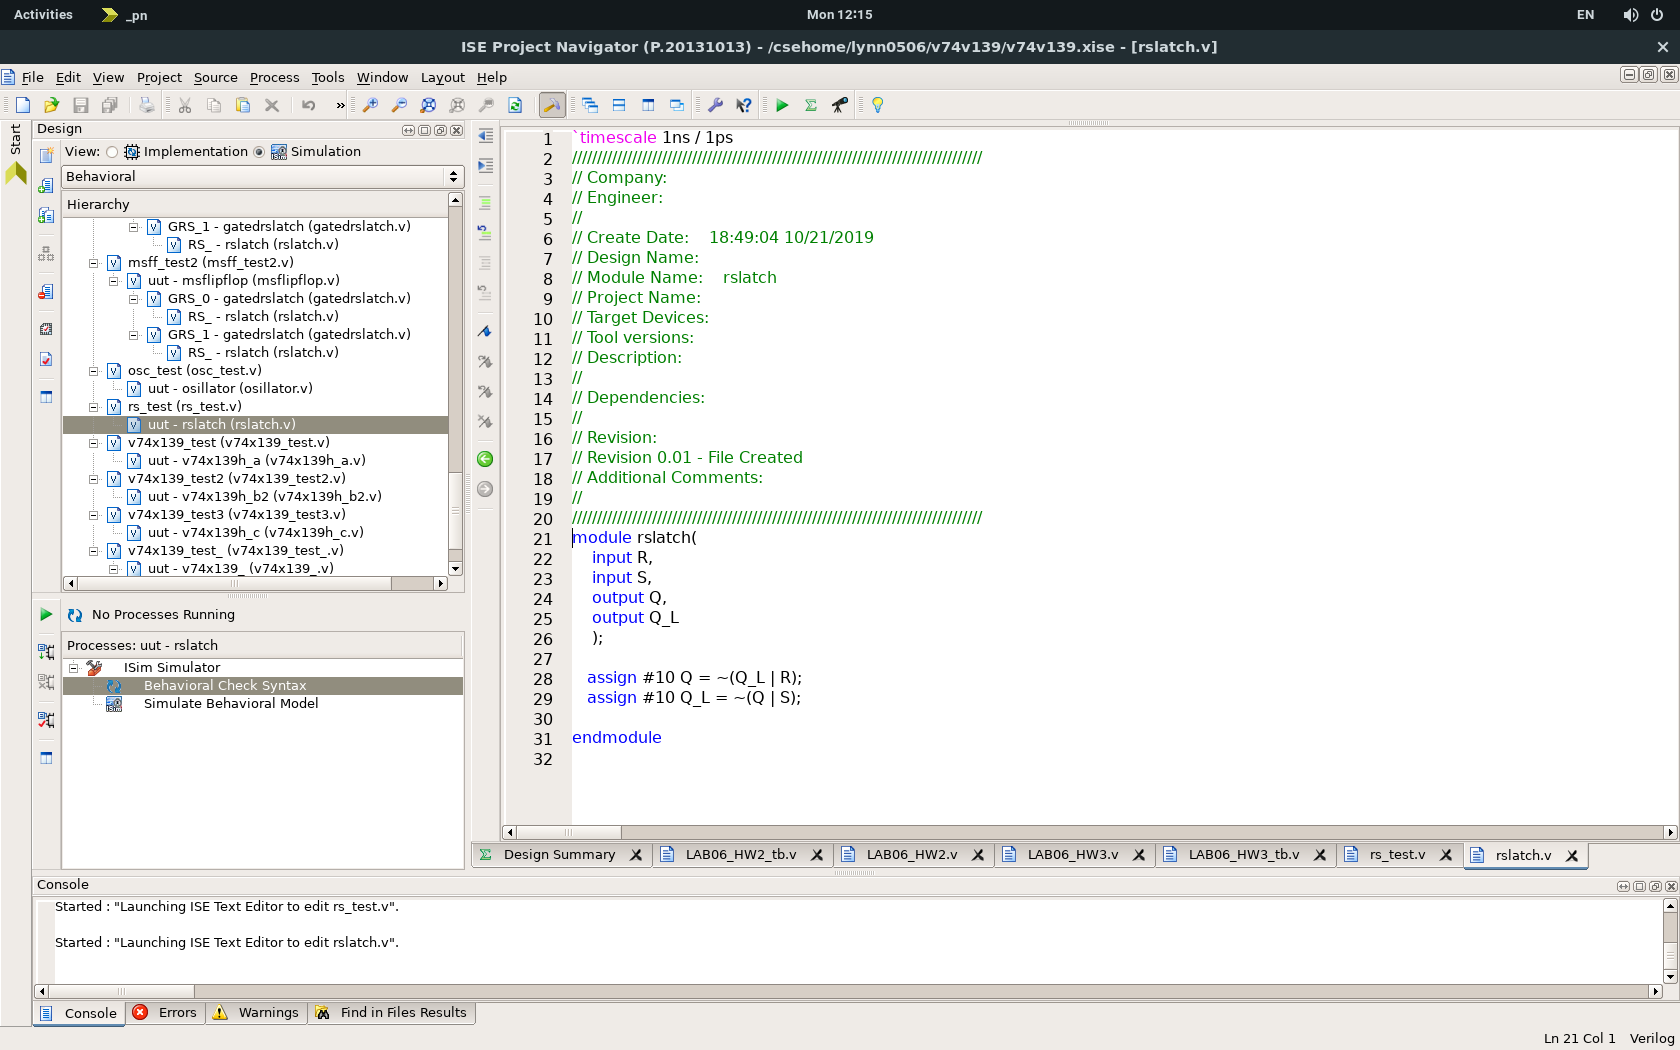 Activities _pn Mon 12:15 EN
ISE Project Navigator (P.20131013) - /csehome/lynn0506/v74v139/v74v139.xise - [rslatch.v]
File Edit View Project Source Process Tools Window Layout Help
»
Start
Design
View: Implementation Simulation
Behavioral
Hierarchy
GRS_1 - gatedrslatch (gatedrslatch.v)
RS_ - rslatch (rslatch.v)
msff_test2 (msff_test2.v)
uut - msflipflop (msflipflop.v)
GRS_0 - gatedrslatch (gatedrslatch.v)
RS_ - rslatch (rslatch.v)
GRS_1 - gatedrslatch (gatedrslatch.v)
RS_ - rslatch (rslatch.v)
osc_test (osc_test.v)
uut - osillator (osillator.v)
rs_test (rs_test.v)
uut - rslatch (rslatch.v)
v74x139_test (v74x139_test.v)
uut - v74x139h_a (v74x139h_a.v)
v74x139_test2 (v74x139_test2.v)
uut - v74x139h_b2 (v74x139h_b2.v)
v74x139_test3 (v74x139_test3.v)
uut - v74x139h_c (v74x139h_c.v)
v74x139_test_ (v74x139_test_.v)
uut - v74x139_ (v74x139_.v)
No Processes Running
Processes: uut - rslatch
ISim Simulator
Behavioral Check Syntax
Simulate Behavioral Model
1 `timescale 1ns / 1ps
2 //////////////////////////////////////////////////////////////////////////////////
3 // Company:
4 // Engineer:
5 //
6 // Create Date:    18:49:04 10/21/2019
7 // Design Name:
8 // Module Name:    rslatch
9 // Project Name:
10 // Target Devices:
11 // Tool versions:
12 // Description:
13 //
14 // Dependencies:
15 //
16 // Revision:
17 // Revision 0.01 - File Created
18 // Additional Comments:
19 //
20 //////////////////////////////////////////////////////////////////////////////////
21 module rslatch(
22     input R,
23     input S,
24     output Q,
25     output Q_L
26     );
27
28    assign #10 Q = ~(Q_L | R);
29    assign #10 Q_L = ~(Q | S);
30
31 endmodule
32
Design Summary LAB06_HW2_tb.v LAB06_HW2.v LAB06_HW3.v LAB06_HW3_tb.v rs_test.v rslatch.v
Console
Started : "Launching ISE Text Editor to edit rs_test.v".
Started : "Launching ISE Text Editor to edit rslatch.v".
Console Errors Warnings Find in Files Results
Ln 21 Col 1 Verilog